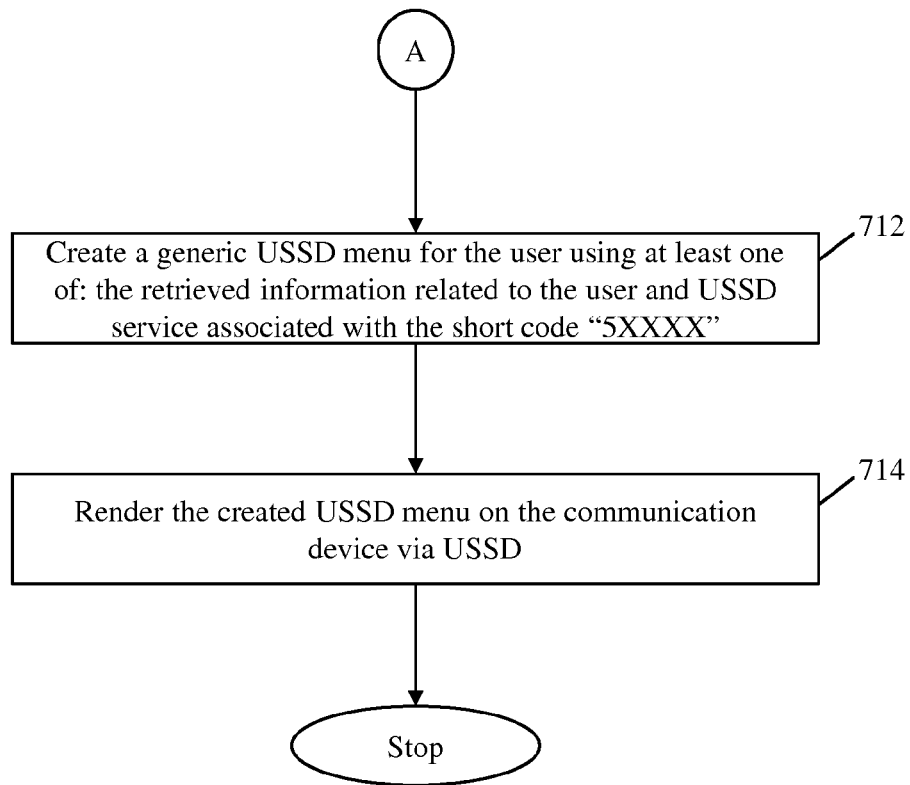 A
712
Create a generic USSD menu for the user using at least one
of: the retrieved information related to the user and USSD
service associated with the short code “5XXXX”
714
Render the created USSD menu on the communication
device via USSD
Stop